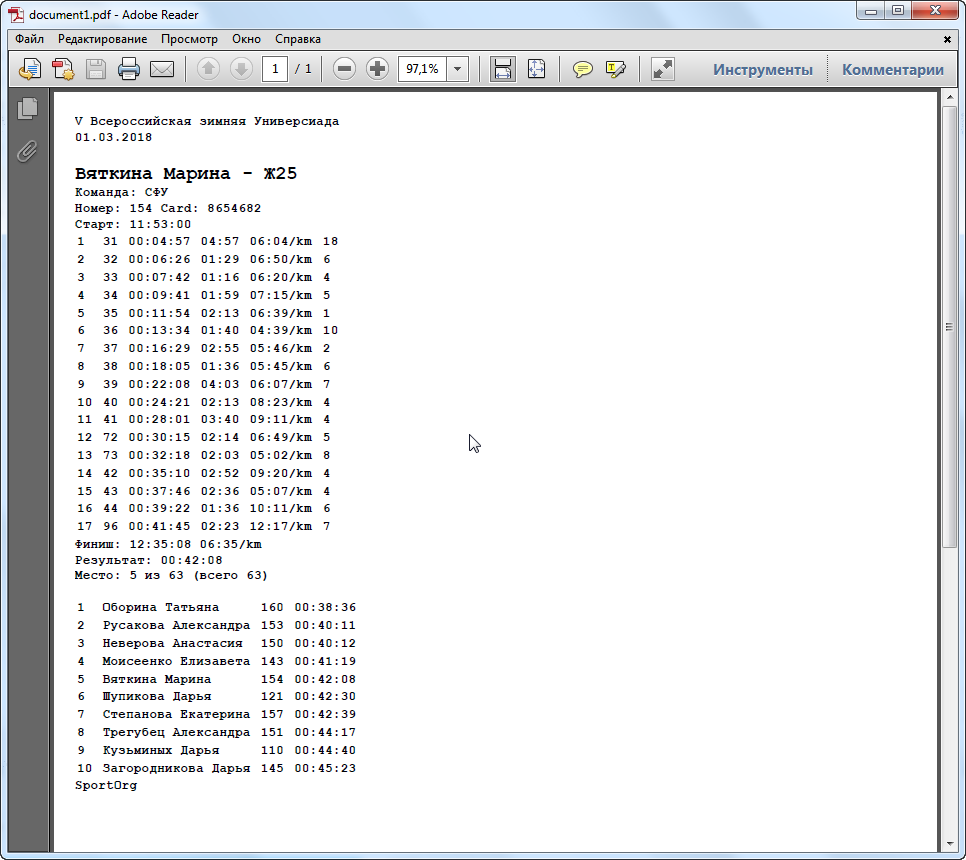 document1.pdf - Adobe Reader
Файл Редактирование Просмотр Окно Справка
1 / 1 97,1% Инструменты Комментарии
V Всероссийская зимняя Универсиада
01.03.2018
Вяткина Марина - Ж25
Команда: СФУ
Номер: 154 Card: 8654682
Старт: 11:53:00
1 31 00:04:57 04:57 06:04/km 18
2 32 00:06:26 01:29 06:50/km 6
3 33 00:07:42 01:16 06:20/km 4
4 34 00:09:41 01:59 07:15/km 5
5 35 00:11:54 02:13 06:39/km 1
6 36 00:13:34 01:40 04:39/km 10
7 37 00:16:29 02:55 05:46/km 2
8 38 00:18:05 01:36 05:45/km 6
9 39 00:22:08 04:03 06:07/km 7
10 40 00:24:21 02:13 08:23/km 4
11 41 00:28:01 03:40 09:11/km 4
12 72 00:30:15 02:14 06:49/km 5
13 73 00:32:18 02:03 05:02/km 8
14 42 00:35:10 02:52 09:20/km 4
15 43 00:37:46 02:36 05:07/km 4
16 44 00:39:22 01:36 10:11/km 6
17 96 00:41:45 02:23 12:17/km 7
Финиш: 12:35:08 06:35/km
Результат: 00:42:08
Место: 5 из 63 (всего 63)
1 Оборина Татьяна 160 00:38:36
2 Русакова Александра 153 00:40:11
3 Неверова Анастасия 150 00:40:12
4 Моисеенко Елизавета 143 00:41:19
5 Вяткина Марина 154 00:42:08
6 Шупикова Дарья 121 00:42:30
7 Степанова Екатерина 157 00:42:39
8 Трегубец Александра 151 00:44:17
9 Кузьминых Дарья 110 00:44:40
10 Загородникова Дарья 145 00:45:23
SportOrg